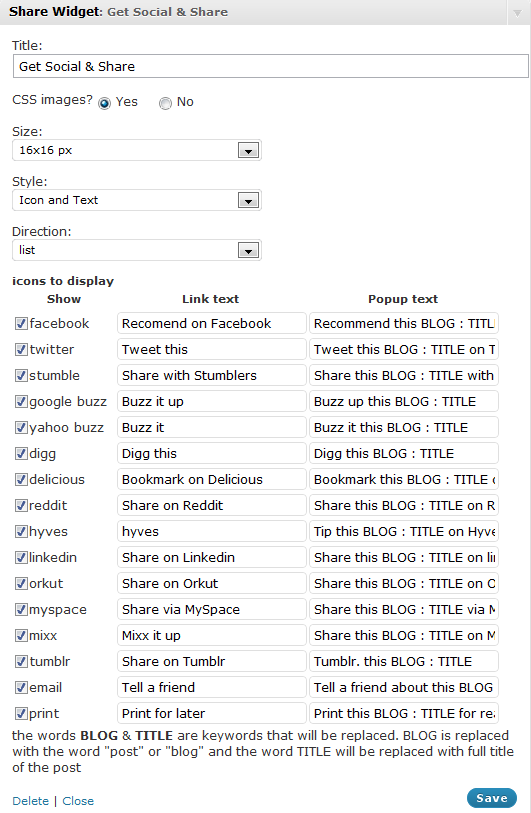 Share Widget: Get Social & Share
Title:
Get Social & Share
CSS images? Yes No
Size:
16x16 px
Style:
Icon and Text
Direction:
list
icons to display
Show Link text Popup text
facebook Recomend on Facebook Recommend this BLOG : TITL
twitter Tweet this Tweet this BLOG : TITLE on T
stumble Share with Stumblers Share this BLOG : TITLE with
google buzz Buzz it up Buzz up this BLOG : TITLE
yahoo buzz Buzz it Buzz it this BLOG : TITLE
digg Digg this Digg this BLOG : TITLE
delicious Bookmark on Delicious Bookmark this BLOG : TITLE o
reddit Share on Reddit Share this BLOG : TITLE on R
hyves hyves Tip this BLOG : TITLE on Hyve
linkedin Share on Linkedin Share this BLOG : TITLE on lin
orkut Share on Orkut Share this BLOG : TITLE on O
myspace Share via MySpace Share this BLOG : TITLE via M
mixx Mixx it up Share this BLOG : TITLE on M
tumblr Share on Tumblr Tumblr. this BLOG : TITLE
email Tell a friend Tell a friend about this BLOG
print Print for later Print this BLOG : TITLE for rea
the words BLOG & TITLE are keywords that will be replaced. BLOG is replaced
with the word "post" or "blog" and the word TITLE will be replaced with full title
of the post
Delete | Close Save